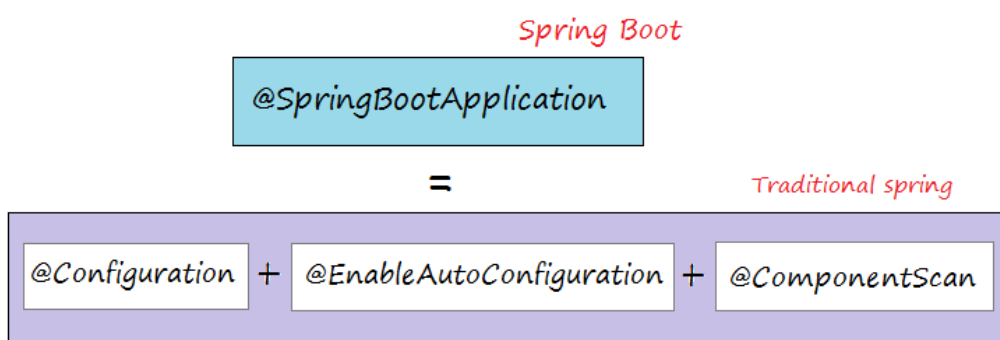 Spring Boot
@SpringBootApplication
=
Traditional spring
@Configuration + @EnableAutoConfiguration + @ComponentScan